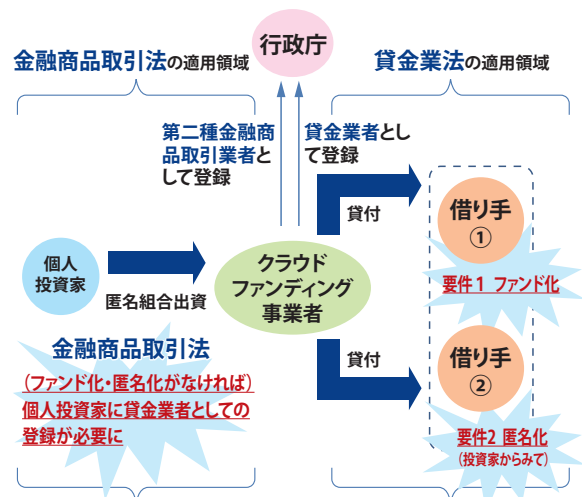 行政庁
金融商品取引法の適用領域
貸金業法の適用領域
第二種金融商
品取引業者と
して登録
貸金業者とし
て登録
貸付
借り手
①
要件1 ファンド化
個人
投資家
匿名組合出資
クラウド
ファンディング
事業者
金融商品取引法
(ファンド化・匿名化がなければ)
個人投資家に貸金業者としての
登録が必要に
貸付
借り手
②
要件2 匿名化
(投資家からみて)